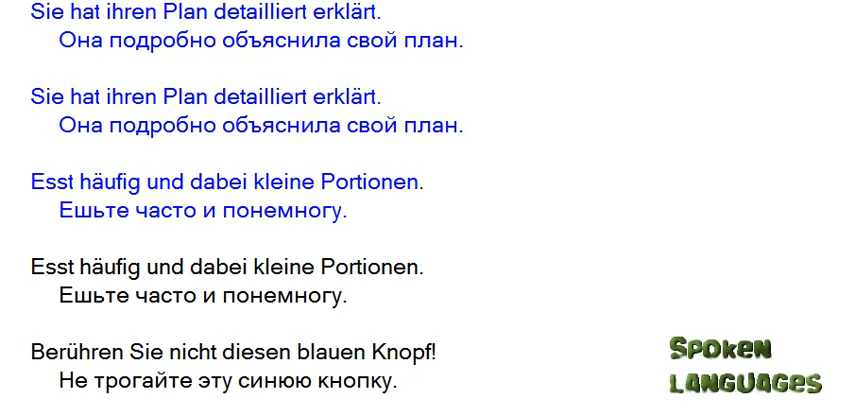 Sie hat ihren Plan detailliert erklärt.
Она подробно объяснила свой план.
Sie hat ihren Plan detailliert erklärt.
Она подробно объяснила свой план.
Esst häufig und dabei kleine Portionen.
Ешьте часто и понемногу.
Esst häufig und dabei kleine Portionen.
Ешьте часто и понемногу.
Berühren Sie nicht diesen blauen Knopf!
Не трогайте эту синюю кнопку.
Spoken
Languages